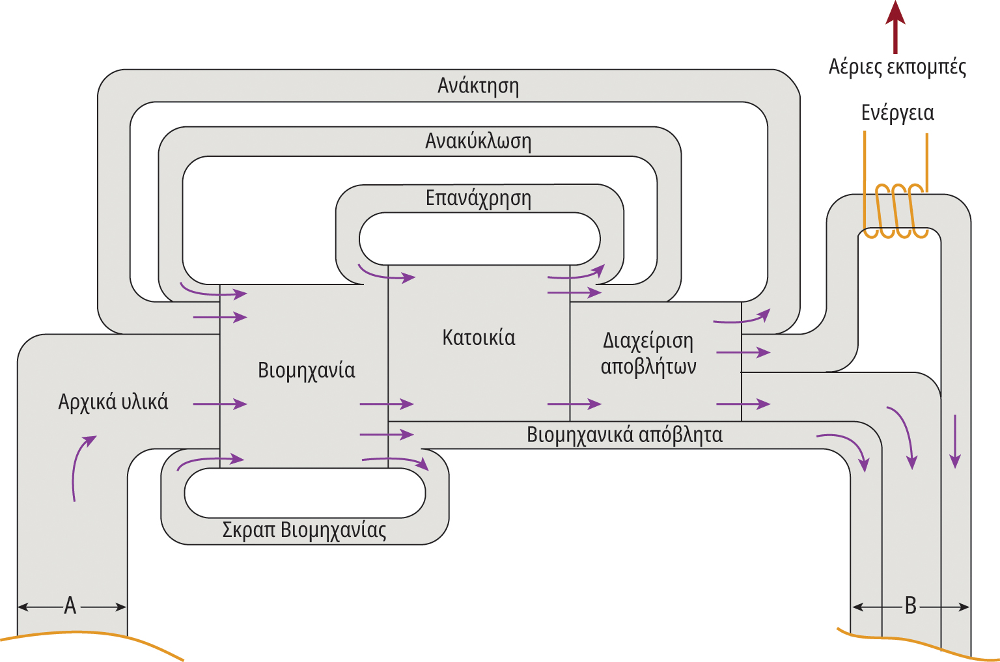 Αέριες εκπομπές
Ανάκτηση
Ενέργεια
Ανακύκλωση
Επανάχρηση
Κατοικία
Διαχείριση
αποβλήτων
Βιομηχανία
Αρχικά υλικά
Βιομηχανικά απόβλητα
Σκραπ Βιομηχανίας
A
B